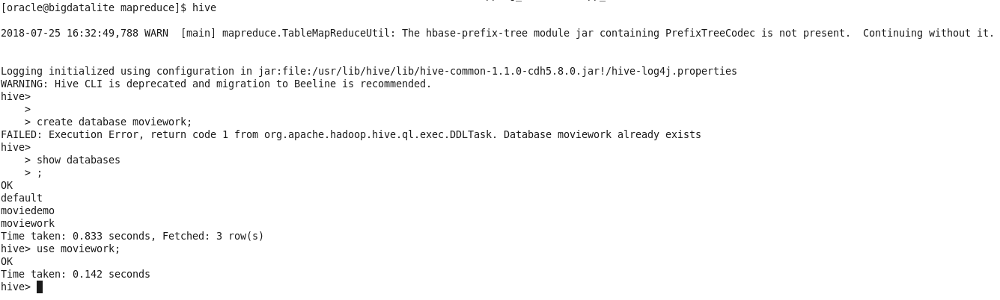 [oracle@bigdatalite mapreduce]$ hive
2018-07-25 16:32:49,788 WARN  [main] mapreduce.TableMapReduceUtil: The hbase-prefix-tree module jar containing PrefixTreeCodec is not present.  Continuing without it.
Logging initialized using configuration in jar:file:/usr/lib/hive/lib/hive-common-1.1.0-cdh5.8.0.jar!/hive-log4j.properties
WARNING: Hive CLI is deprecated and migration to Beeline is recommended.
hive>
    >
    > create database moviework;
FAILED: Execution Error, return code 1 from org.apache.hadoop.hive.ql.exec.DDLTask. Database moviework already exists
hive>
    > show databases
    > ;
OK
default
moviedemo
moviework
Time taken: 0.833 seconds, Fetched: 3 row(s)
hive> use moviework;
OK
Time taken: 0.142 seconds
hive>